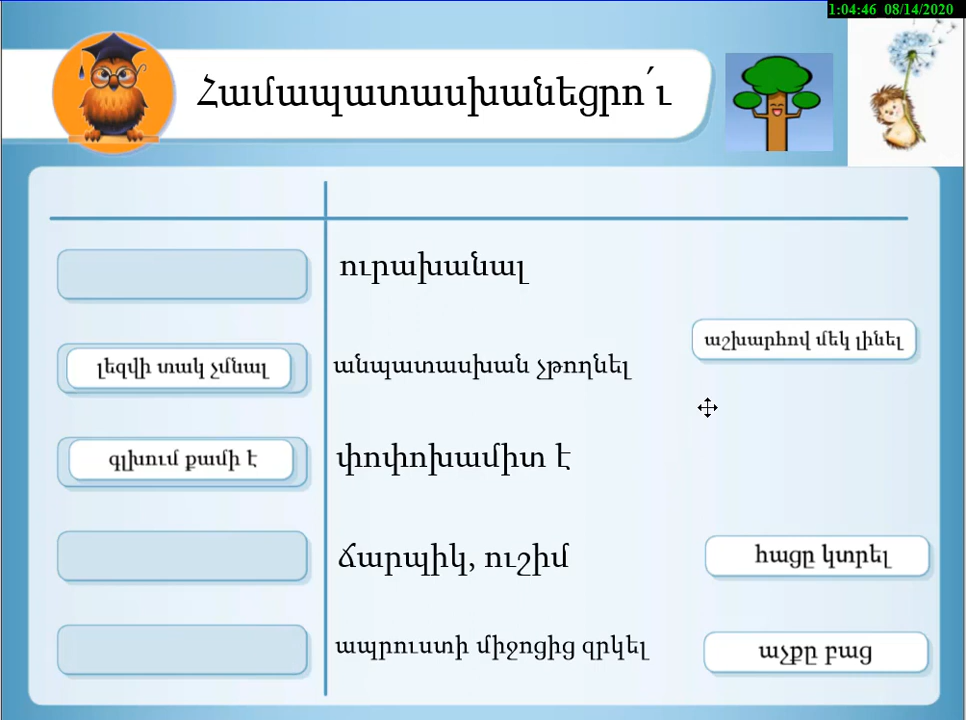 1:04:46 08/14/2020
Համապատասխանեցրո՛ւ
ուրախանալ
աշխարհով մեկ լինել
լեզվի տակ չմնալ
անպատասխան չթողնել
գլխում քամի է
փոփոխամիտ է
ճարպիկ, ուշիմ
հացը կտրել
ապրուստի միջոցից զրկել
աչքը բաց